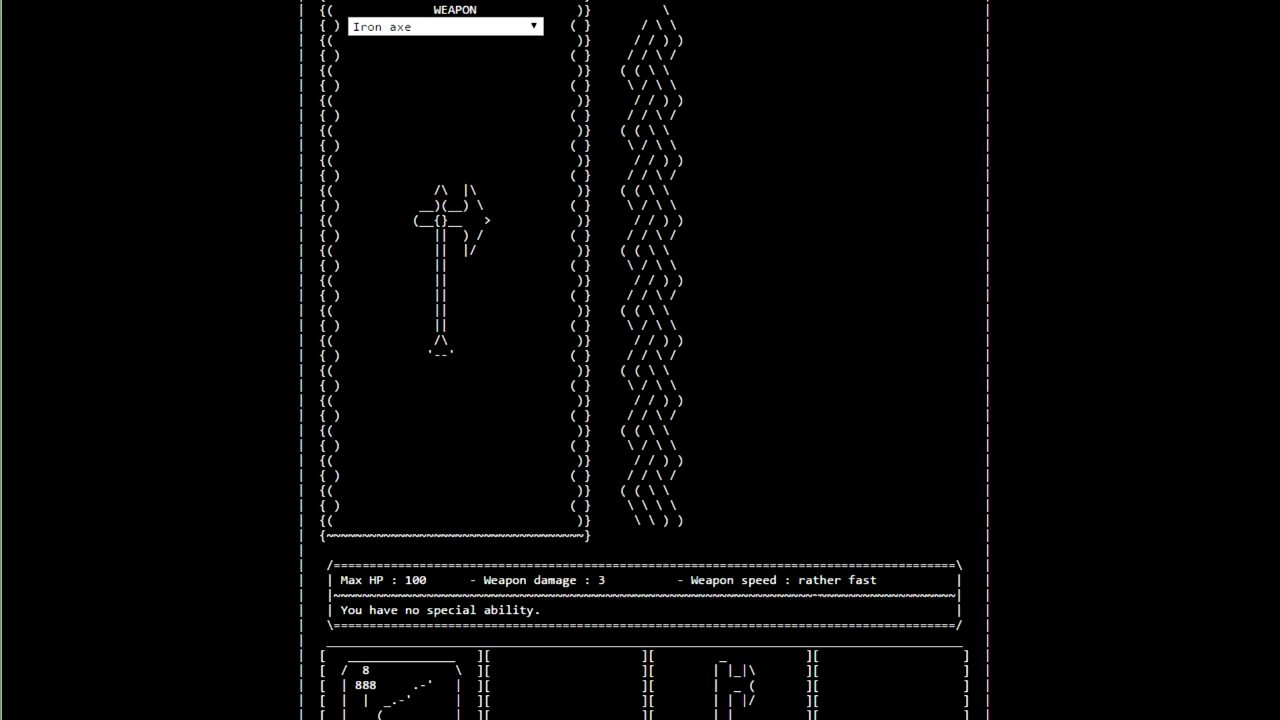 WEAPON
Iron axe
Max HP : 100 - Weapon damage : 3 - Weapon speed : rather fast
You have no special ability.